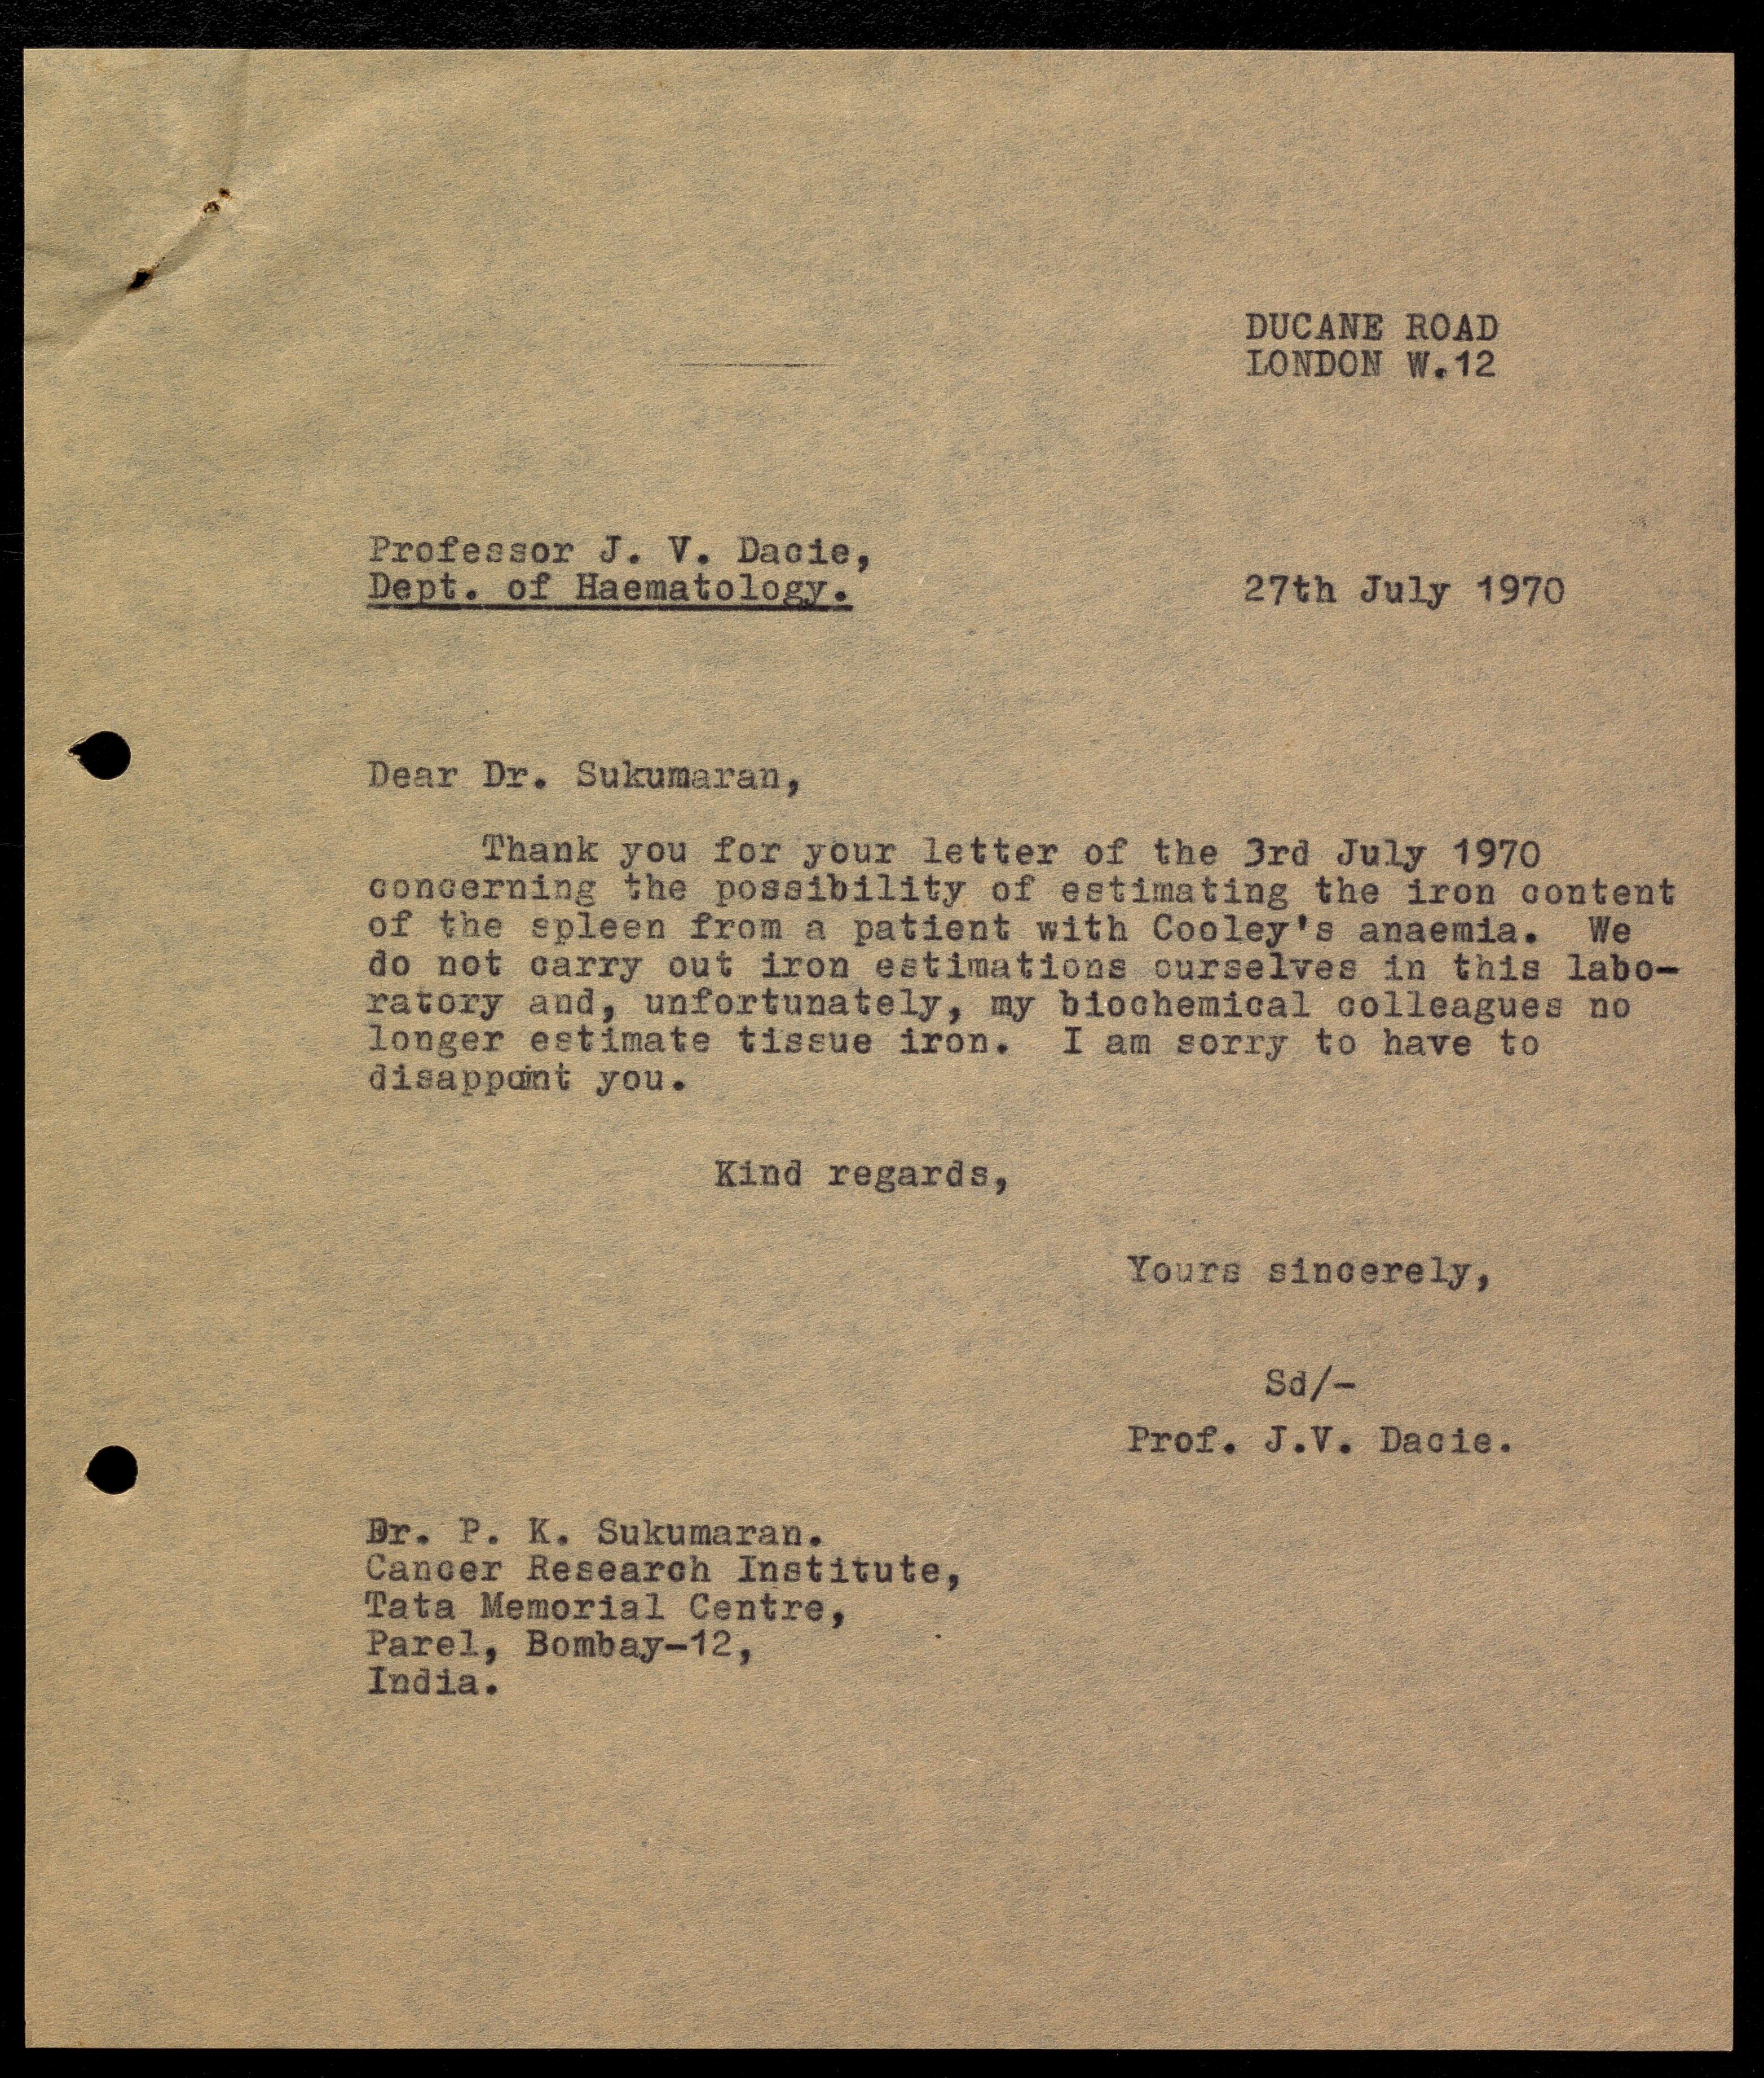 DUCANE ROAD
LONDON W.12
Professor J. V. Dacie,
Dept. of Haematology.
27th July 1970
Dear Dr. Sukumaran,
Thank you for your letter of the 3rd July 1970
concerning the possibility of estimating the iron content
of the spleen from a patient with Cooley's anaemia. We
do not carry out iron estimations ourselves in this labo-
ratory and, unfortunately, my biochemical colleagues no
longer estimate tissue iron. I am sorry to have to
disappoint you.
Kind regards,
Yours sincerely,
Sd/-
Prof. J.V. Dacie.
Dr. P. K. Sukumaran.
Cancer Research Institute,
Tata Memorial Centre,
Parel, Bombay-12,
India.